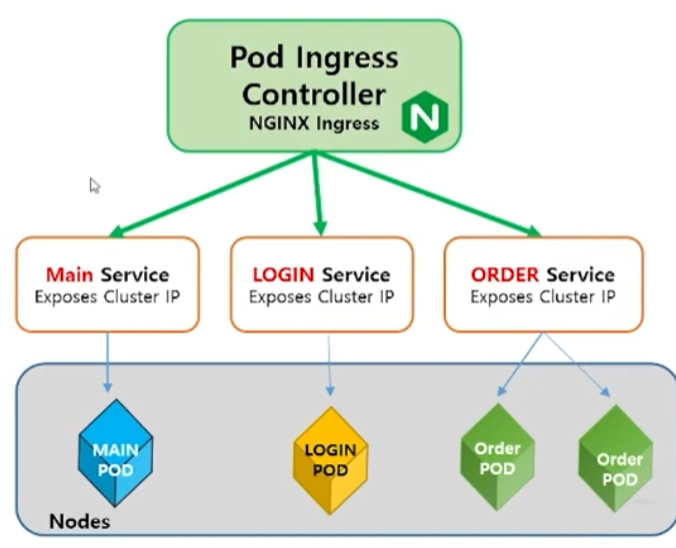 Pod Ingress
Controller
NGINX Ingress
N
Main Service
Exposes Cluster IP
LOGIN Service
Exposes Cluster IP
ORDER Service
Exposes Cluster IP
MAIN
POD
LOGIN
POD
Order
POD
Order
POD
Nodes